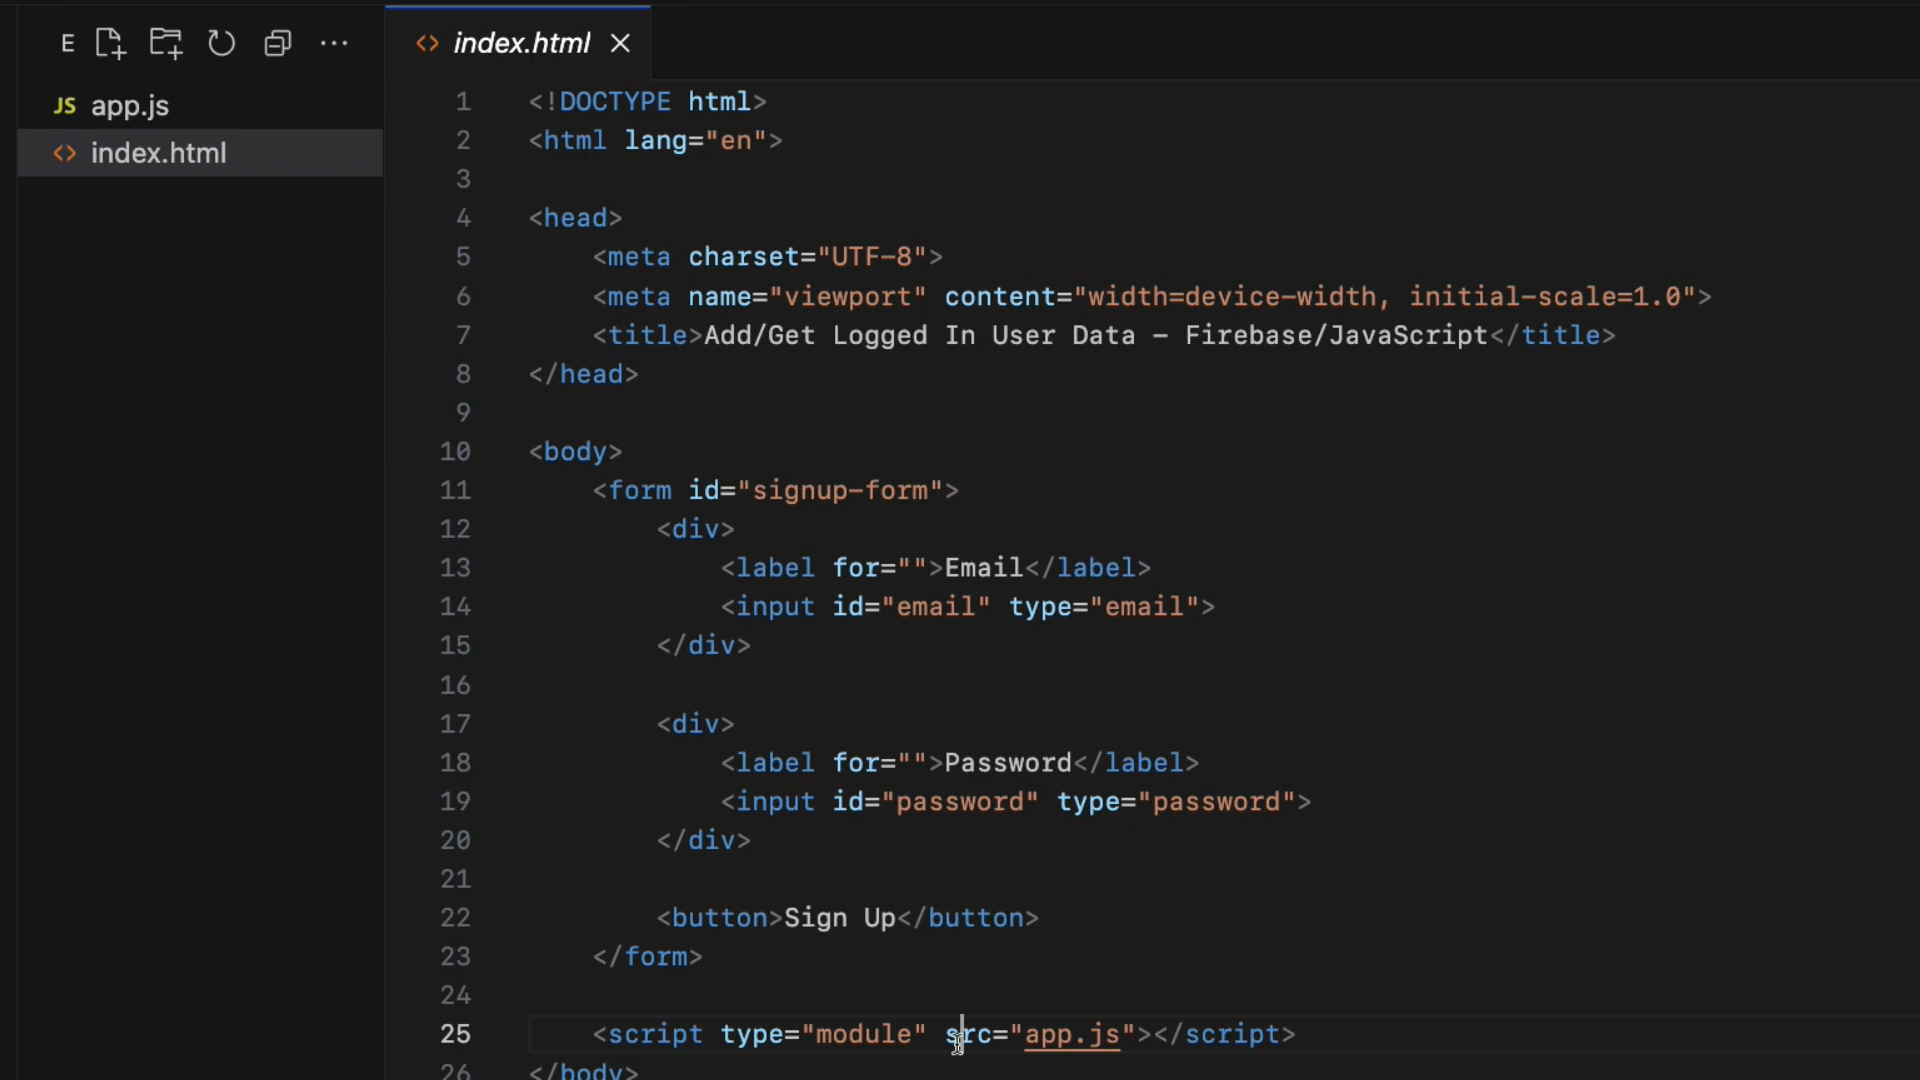 E
JS app.js
<> index.html
<> index.html
1 <!DOCTYPE html>
2 <html lang="en">
3
4 <head>
5     <meta charset="UTF-8">
6     <meta name="viewport" content="width=device-width, initial-scale=1.0">
7     <title>Add/Get Logged In User Data – Firebase/JavaScript</title>
8 </head>
9
10 <body>
11     <form id="signup-form">
12         <div>
13             <label for="">Email</label>
14             <input id="email" type="email">
15         </div>
16
17         <div>
18             <label for="">Password</label>
19             <input id="password" type="password">
20         </div>
21
22         <button>Sign Up</button>
23     </form>
24
25     <script type="module" src="app.js"></script>
26 </body>